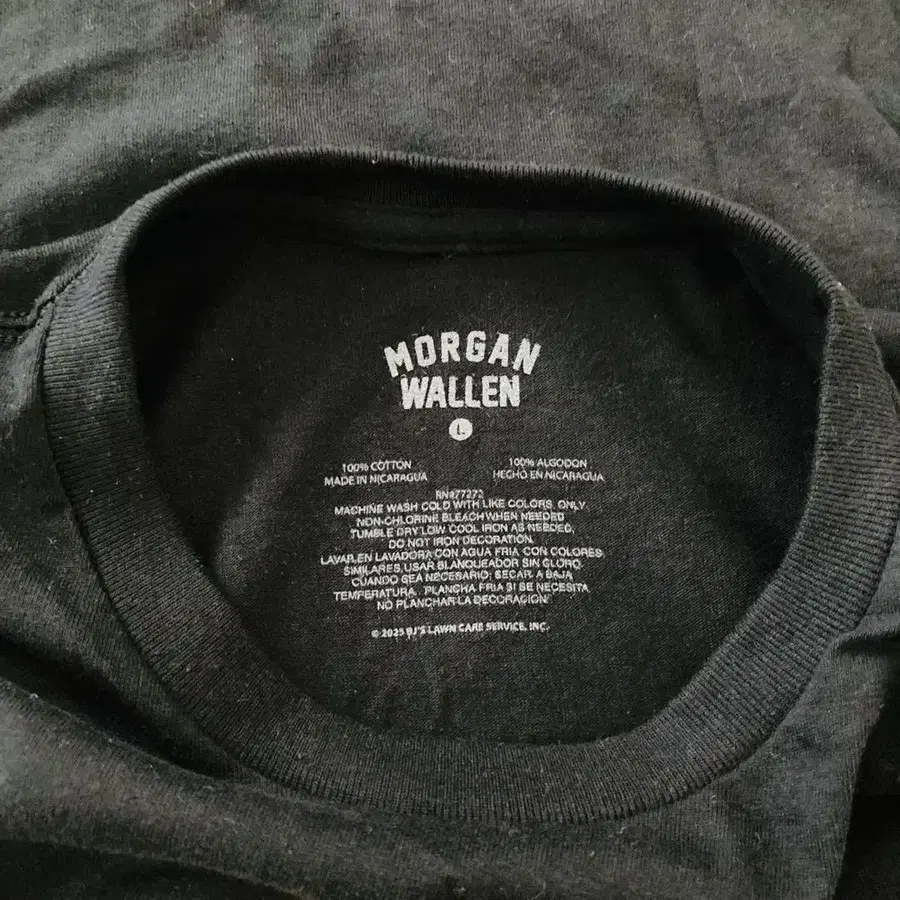 MORGAN
WALLEN
L
100% COTTON
MADE IN NICARAGUA
100% ALGODON
HECHO EN NICARAGUA
RN#77272
MACHINE WASH COLD WITH LIKE COLORS, ONLY
NON-CHLORINE BLEACH WHEN NEEDED
TUMBLE DRY LOW, COOL IRON AS NEEDED,
DO NOT IRON DECORATION.
LAVAR EN LAVADORA CON AGUA FRIA CON COLORES
SIMILARES, USAR BLANQUEADOR SIN CLORO,
CUANDO SEA NECESARIO; SECAR A BAJA
TEMPERATURA. PLANCHA FRIA SI SE NECESITA
NO PLANCHAR LA DECORACION
© 2025 BJ'S LAWN CARE SERVICE, INC.